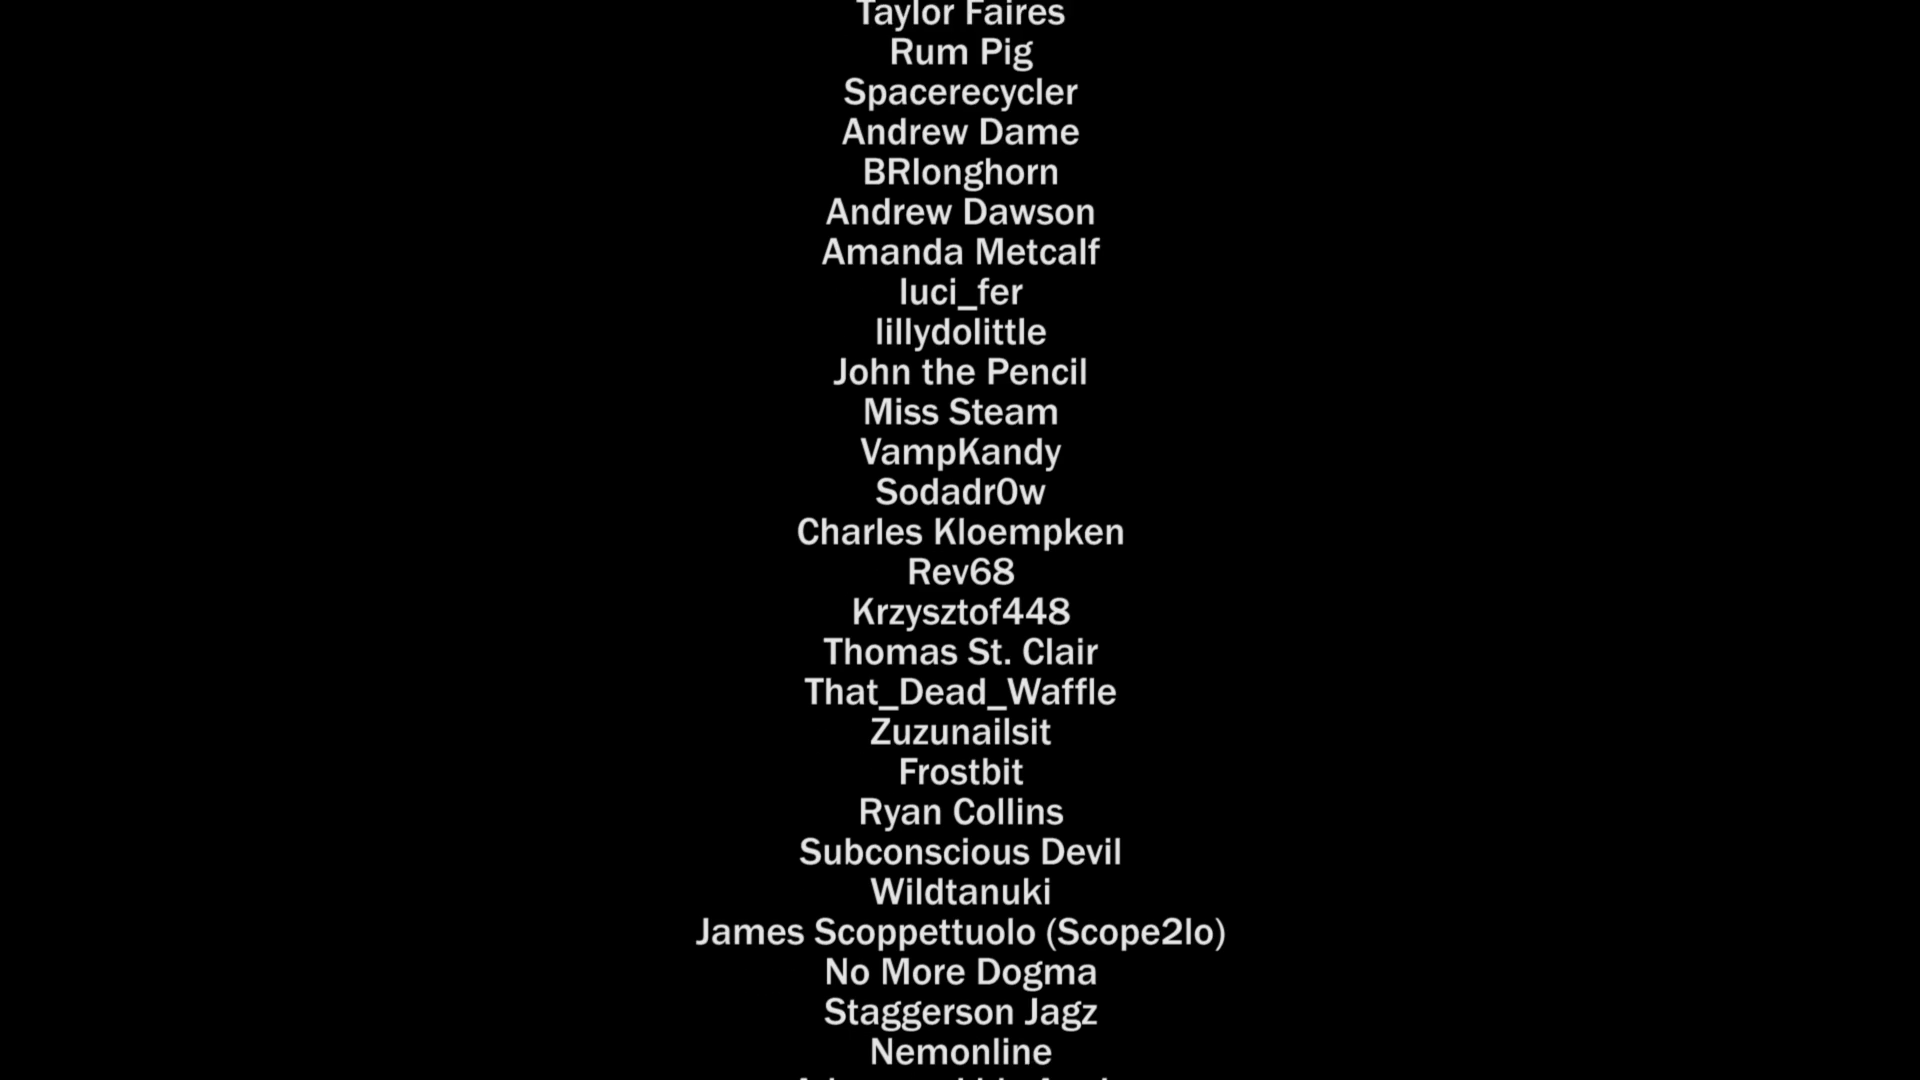 Taylor Faires
Rum Pig
Spacerecycler
Andrew Dame
BRlonghorn
Andrew Dawson
Amanda Metcalf
luci_fer
lillydolittle
John the Pencil
Miss Steam
VampKandy
Sodadr0w
Charles Kloempken
Rev68
Krzysztof448
Thomas St. Clair
That_Dead_Waffle
Zuzunailsit
Frostbit
Ryan Collins
Subconscious Devil
Wildtanuki
James Scoppettuolo (Scope2lo)
No More Dogma
Staggerson Jagz
Nemonline